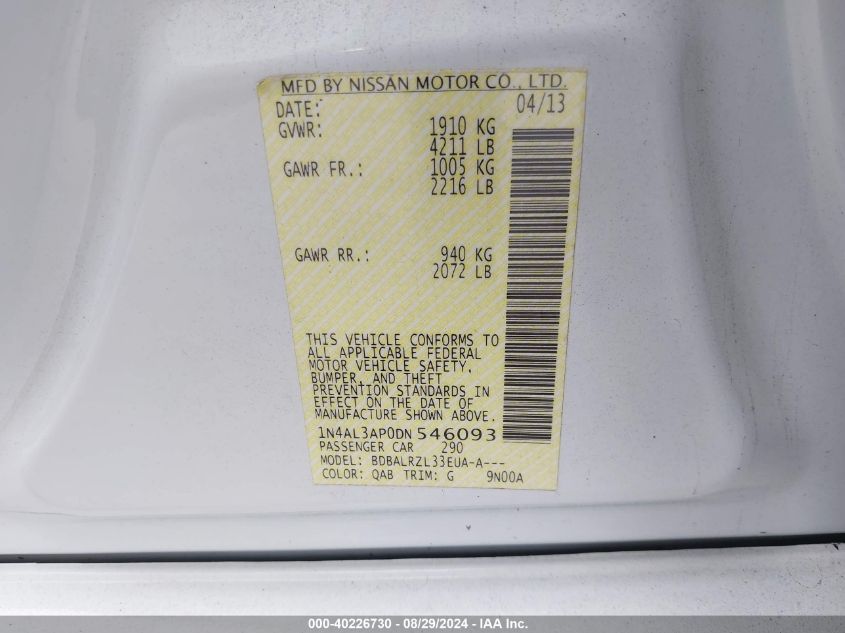 MFD BY NISSAN MOTOR CO., LTD.
DATE: 04/13
GVWR: 1910 KG
4211 LB
GAWR FR.: 1005 KG
2216 LB
GAWR RR.: 940 KG
2072 LB
THIS VEHICLE CONFORMS TO
ALL APPLICABLE FEDERAL
MOTOR VEHICLE SAFETY,
BUMPER, AND THEFT
PREVENTION STANDARDS IN
EFFECT ON THE DATE OF
MANUFACTURE SHOWN ABOVE.
1N4AL3AP0DN546093
PASSENGER CAR 290
MODEL: BDBALRZL33EUA-A---
COLOR: QAB TRIM: G 9N00A
000-40226730 - 08/29/2024 - IAA Inc.